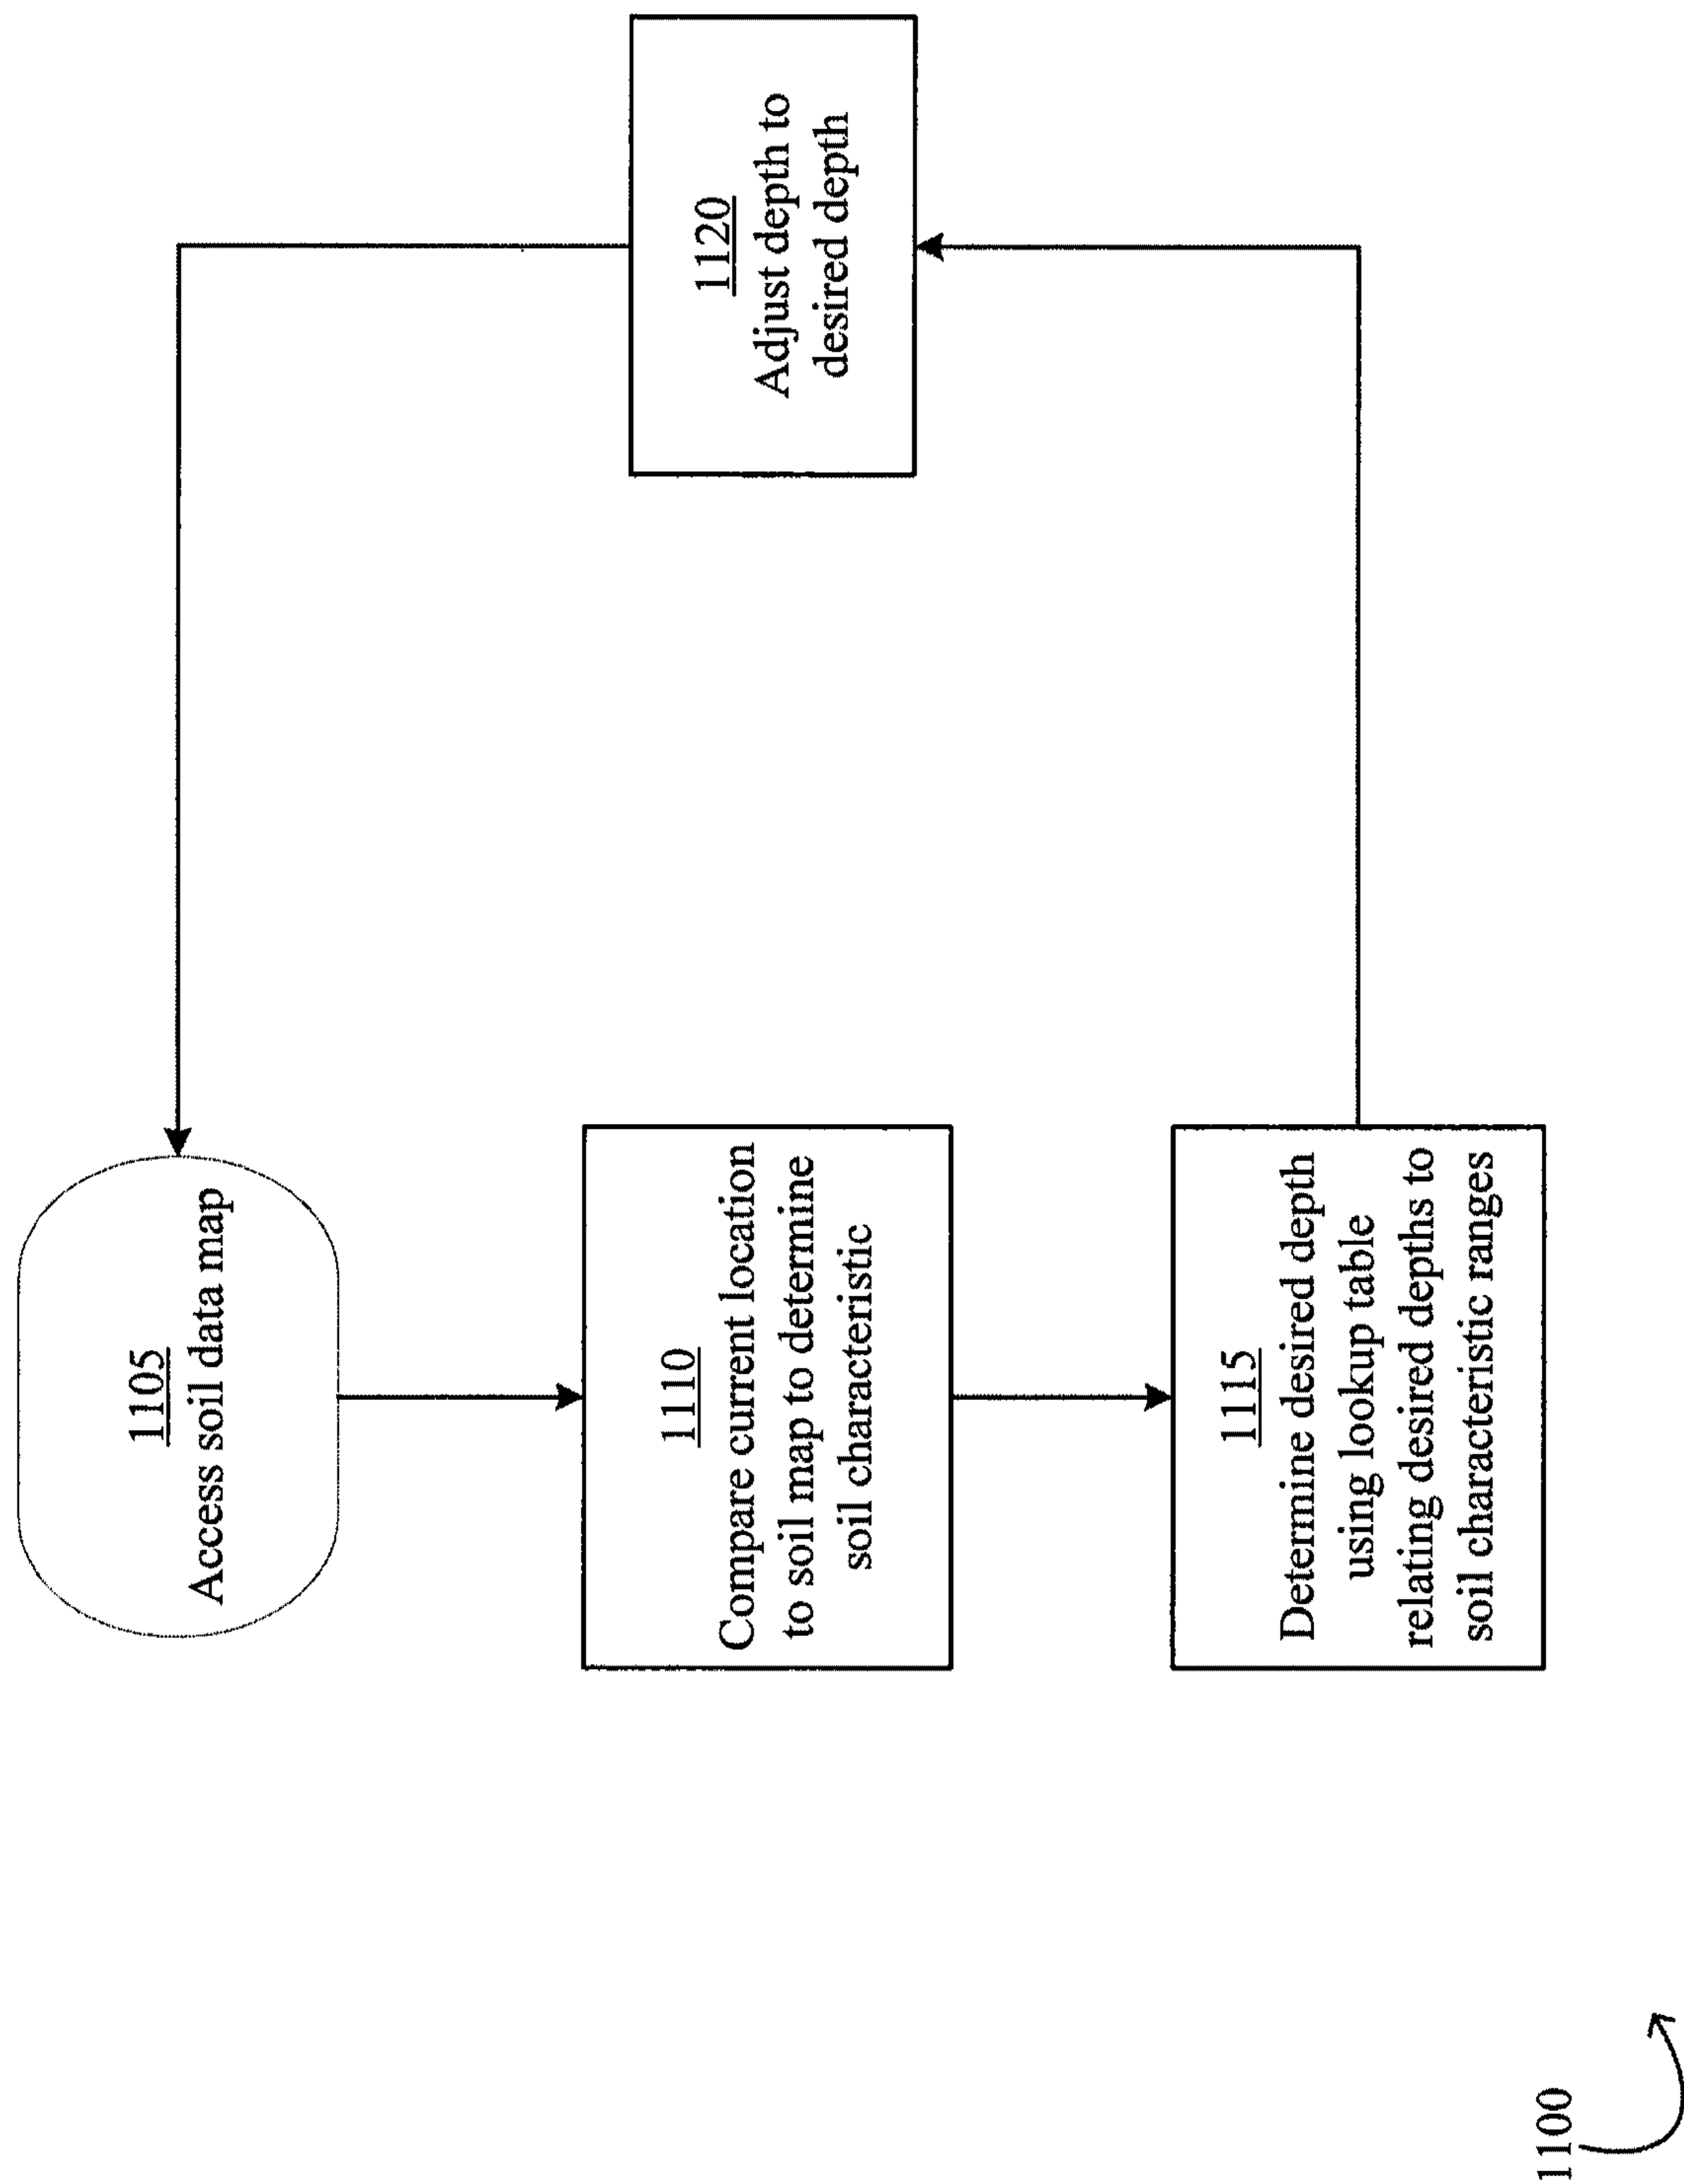 1105
Access soil data map
1110
Compare current location
to soil map to determine
soil characteristic
1115
Determine desired depth
using lookup table
relating desired depths to
soil characteristic ranges
1120
Adjust depth to
desired depth
1100